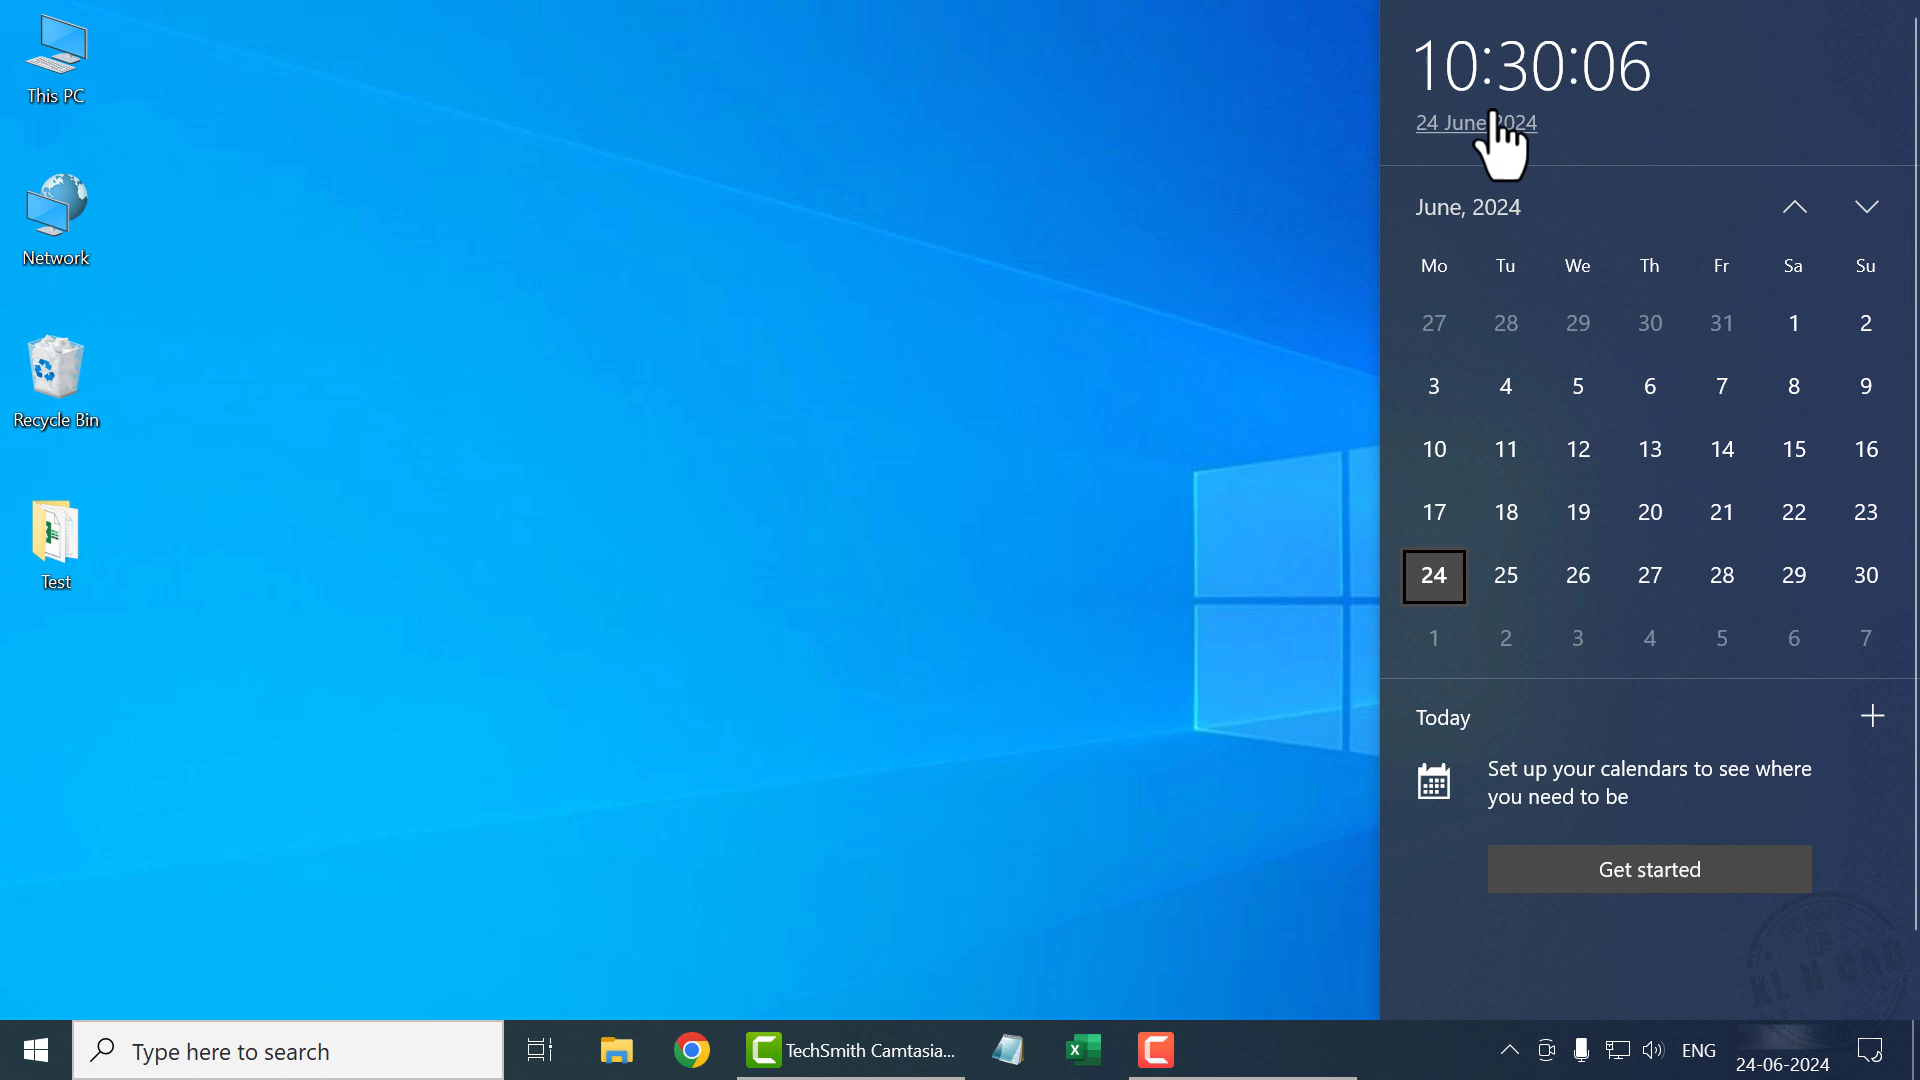 This PC
Network
Recycle Bin
Test
10:30:06
24 June 2024
June, 2024
Mo Tu We Th Fr Sa Su
27 28 29 30 31 1 2
3 4 5 6 7 8 9
10 11 12 13 14 15 16
17 18 19 20 21 22 23
24 25 26 27 28 29 30
1 2 3 4 5 6 7
Today
Set up your calendars to see where
you need to be
Get started
XL N CAD
Type here to search
TechSmith Camtasia...
ENG
24-06-2024